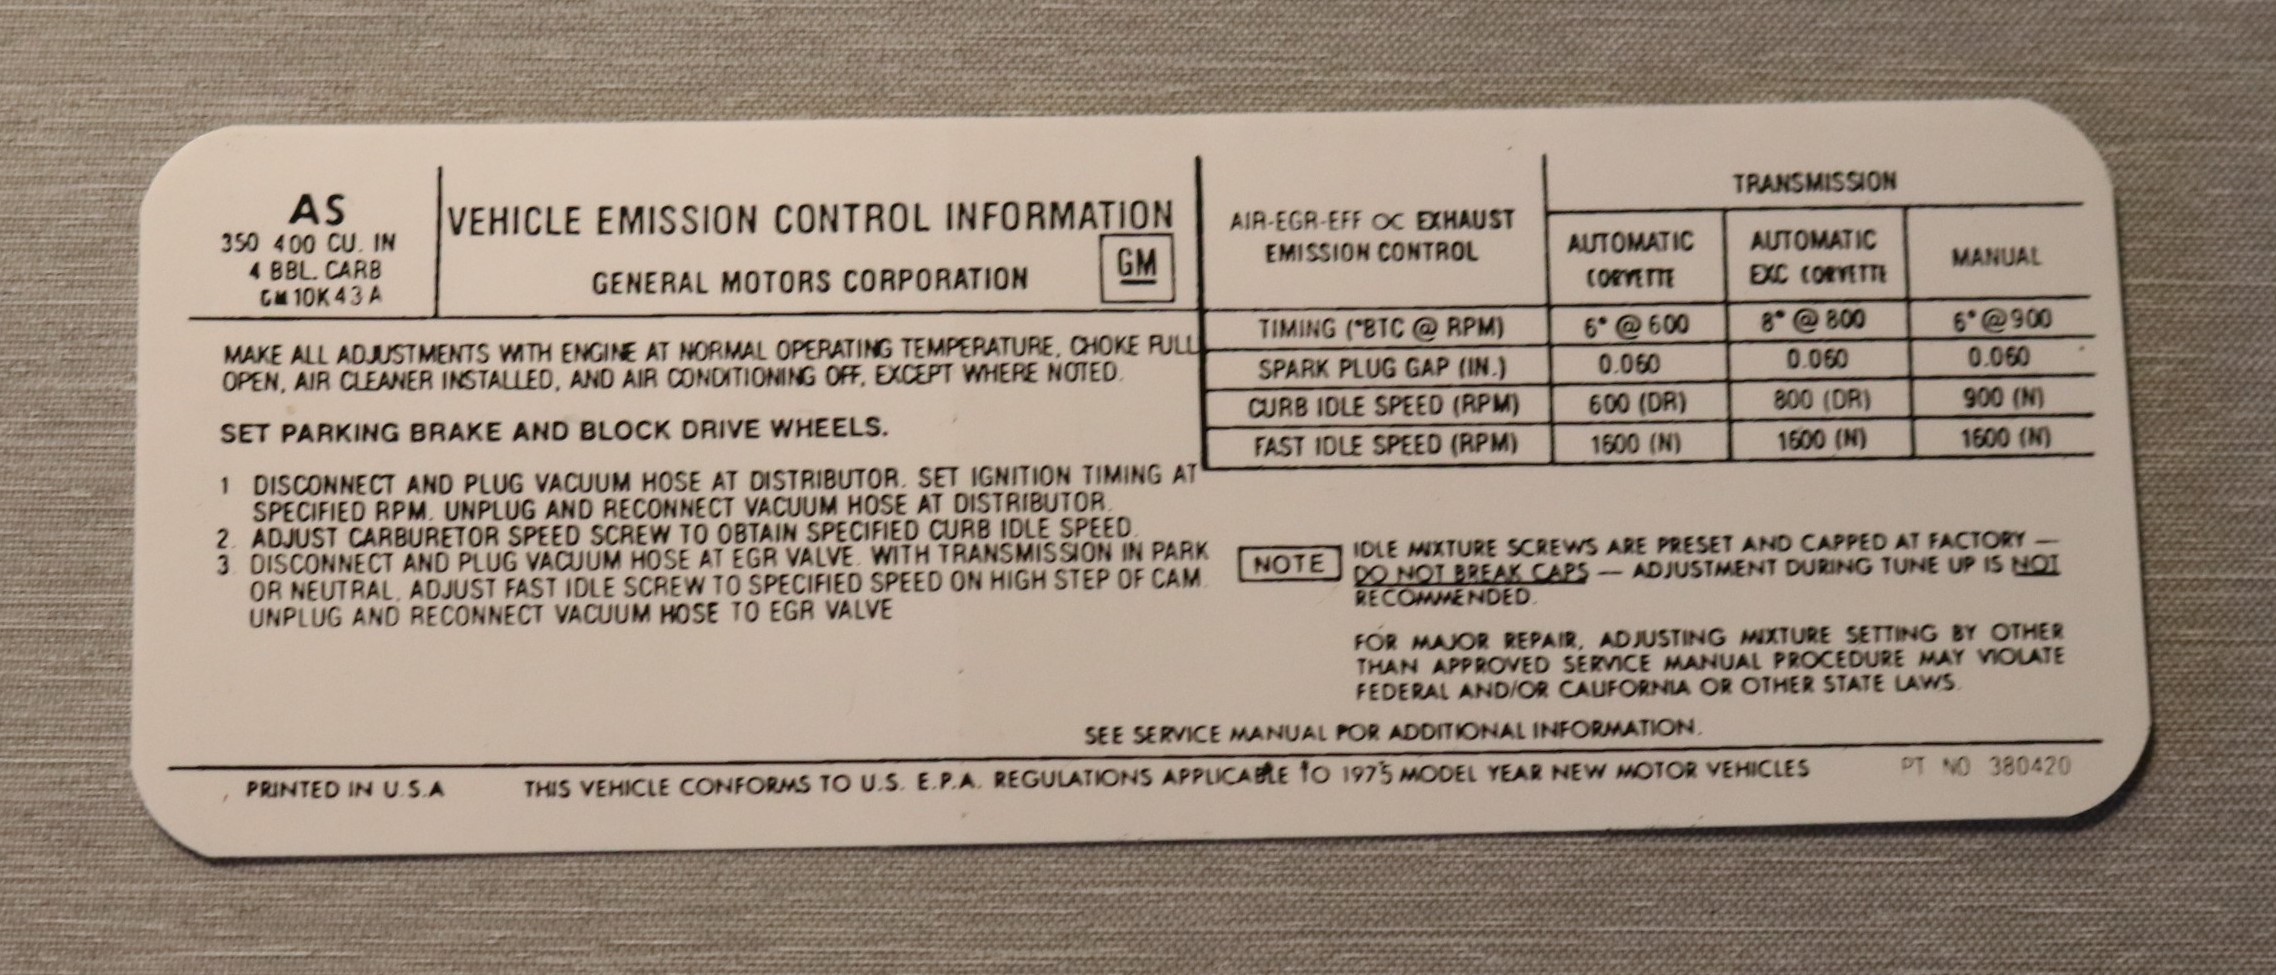 AS
350 400 CU. IN
4 BBL. CARB
GM10K43A
VEHICLE EMISSION CONTROL INFORMATION
GENERAL MOTORS CORPORATION
GM
MAKE ALL ADJUSTMENTS WITH ENGINE AT NORMAL OPERATING TEMPERATURE, CHOKE FULL
OPEN, AIR CLEANER INSTALLED, AND AIR CONDITIONING OFF, EXCEPT WHERE NOTED.
SET PARKING BRAKE AND BLOCK DRIVE WHEELS.
1 DISCONNECT AND PLUG VACUUM HOSE AT DISTRIBUTOR. SET IGNITION TIMING AT
SPECIFIED RPM. UNPLUG AND RECONNECT VACUUM HOSE AT DISTRIBUTOR.
2. ADJUST CARBURETOR SPEED SCREW TO OBTAIN SPECIFIED CURB IDLE SPEED.
3. DISCONNECT AND PLUG VACUUM HOSE AT EGR VALVE. WITH TRANSMISSION IN PARK
OR NEUTRAL, ADJUST FAST IDLE SCREW TO SPECIFIED SPEED ON HIGH STEP OF CAM.
UNPLUG AND RECONNECT VACUUM HOSE TO EGR VALVE
AIR-EGR-EFF OC EXHAUST
EMISSION CONTROL
TRANSMISSION
AUTOMATIC
CORVETTE
AUTOMATIC
EXC CORVETTE
MANUAL
TIMING (°BTC @ RPM) 6° @ 600 8° @ 800 6° @ 900
SPARK PLUG GAP (IN.) 0.060 0.060 0.060
CURB IDLE SPEED (RPM) 600 (DR) 800 (DR) 900 (N)
FAST IDLE SPEED (RPM) 1600 (N) 1600 (N) 1600 (N)
NOTE
IDLE MIXTURE SCREWS ARE PRESET AND CAPPED AT FACTORY —
DO NOT BREAK CAPS — ADJUSTMENT DURING TUNE UP IS NOT
RECOMMENDED.
FOR MAJOR REPAIR, ADJUSTING MIXTURE SETTING BY OTHER
THAN APPROVED SERVICE MANUAL PROCEDURE MAY VIOLATE
FEDERAL AND/OR CALIFORNIA OR OTHER STATE LAWS.
SEE SERVICE MANUAL FOR ADDITIONAL INFORMATION.
PRINTED IN U.S.A THIS VEHICLE CONFORMS TO U.S. E.P.A. REGULATIONS APPLICABLE TO 1975 MODEL YEAR NEW MOTOR VEHICLES PT NO 380420